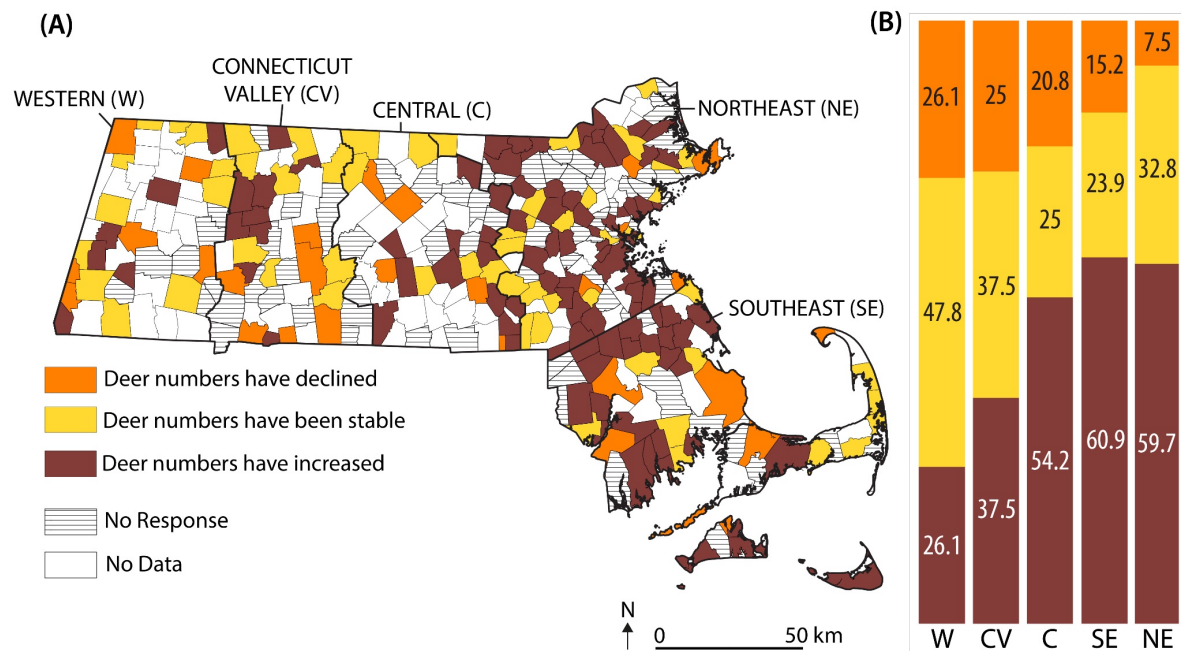 (A)
WESTERN (W)
CONNECTICUT
VALLEY (CV)
CENTRAL (C)
NORTHEAST (NE)
SOUTHEAST (SE)
Deer numbers have declined
Deer numbers have been stable
Deer numbers have increased
No Response
No Data
N
0 50 km
(B)
26.1
47.8
26.1
W
25
37.5
37.5
CV
20.8
25
54.2
C
15.2
23.9
60.9
SE
7.5
32.8
59.7
NE